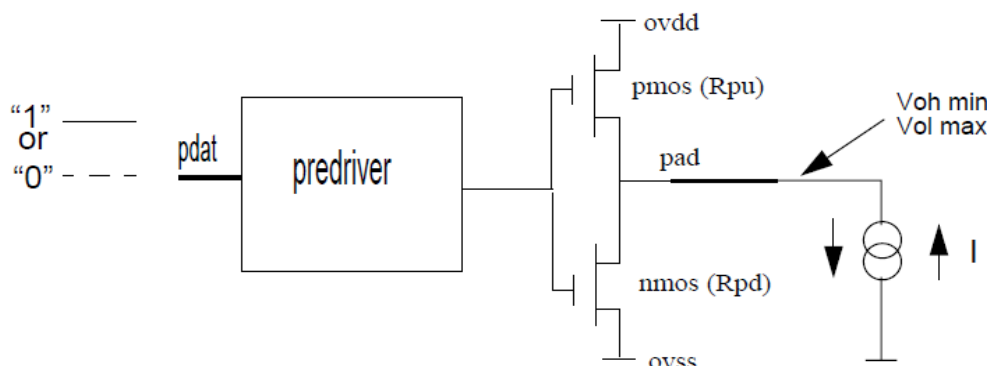 ovdd
pmos (Rpu)
Voh min
Vol max
“1”
or
“0”
pdat
predriver
pad
I
nmos (Rpd)
ovss